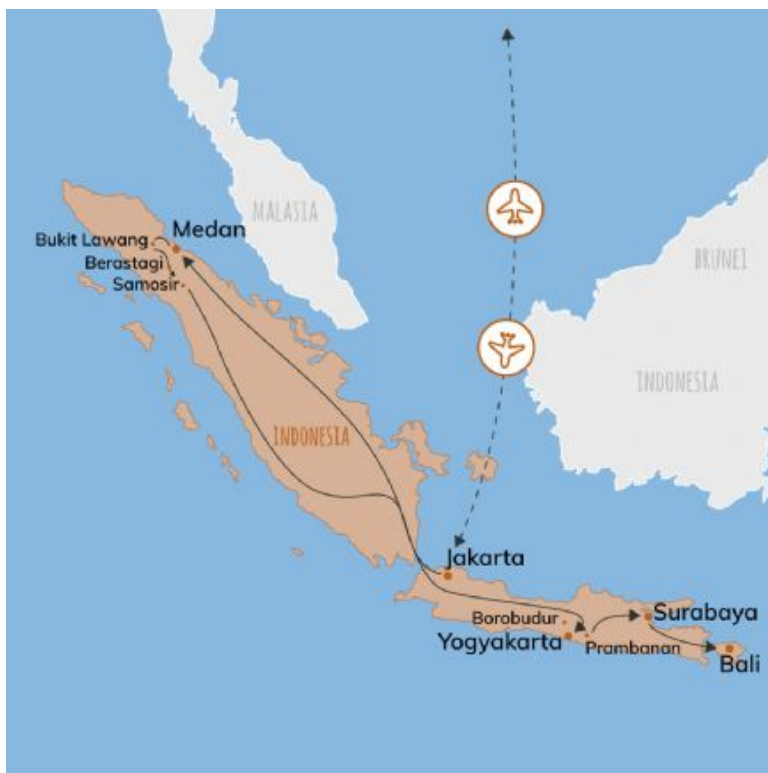 MALASIA
Medan
Bukit Lawang
Berastagi
Samosir
BRUNEI
INDONESIA
INDONESIA
Jakarta
Borobudur
Surabaya
Yogyakarta
Prambanan
Bali